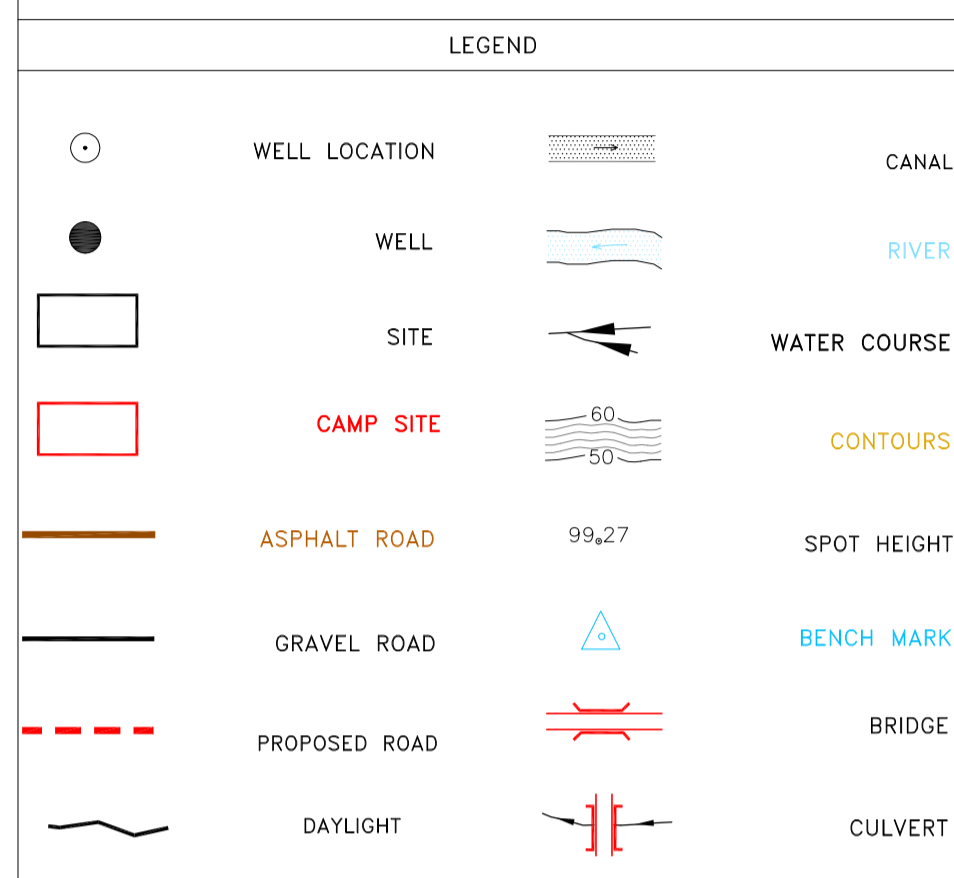 LEGEND
WELL LOCATION
CANAL
WELL
RIVER
SITE
WATER COURSE
CAMP SITE
60
50
CONTOURS
ASPHALT ROAD
99.27
SPOT HEIGHT
GRAVEL ROAD
BENCH MARK
PROPOSED ROAD
BRIDGE
DAYLIGHT
CULVERT